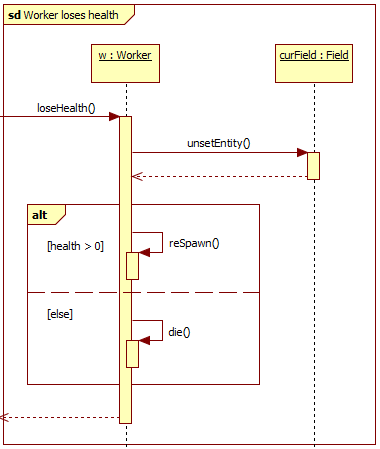 sd Worker loses health
w : Worker
curField : Field
loseHealth()
unsetEntity()
alt
[health > 0]
reSpawn()
[else]
die()